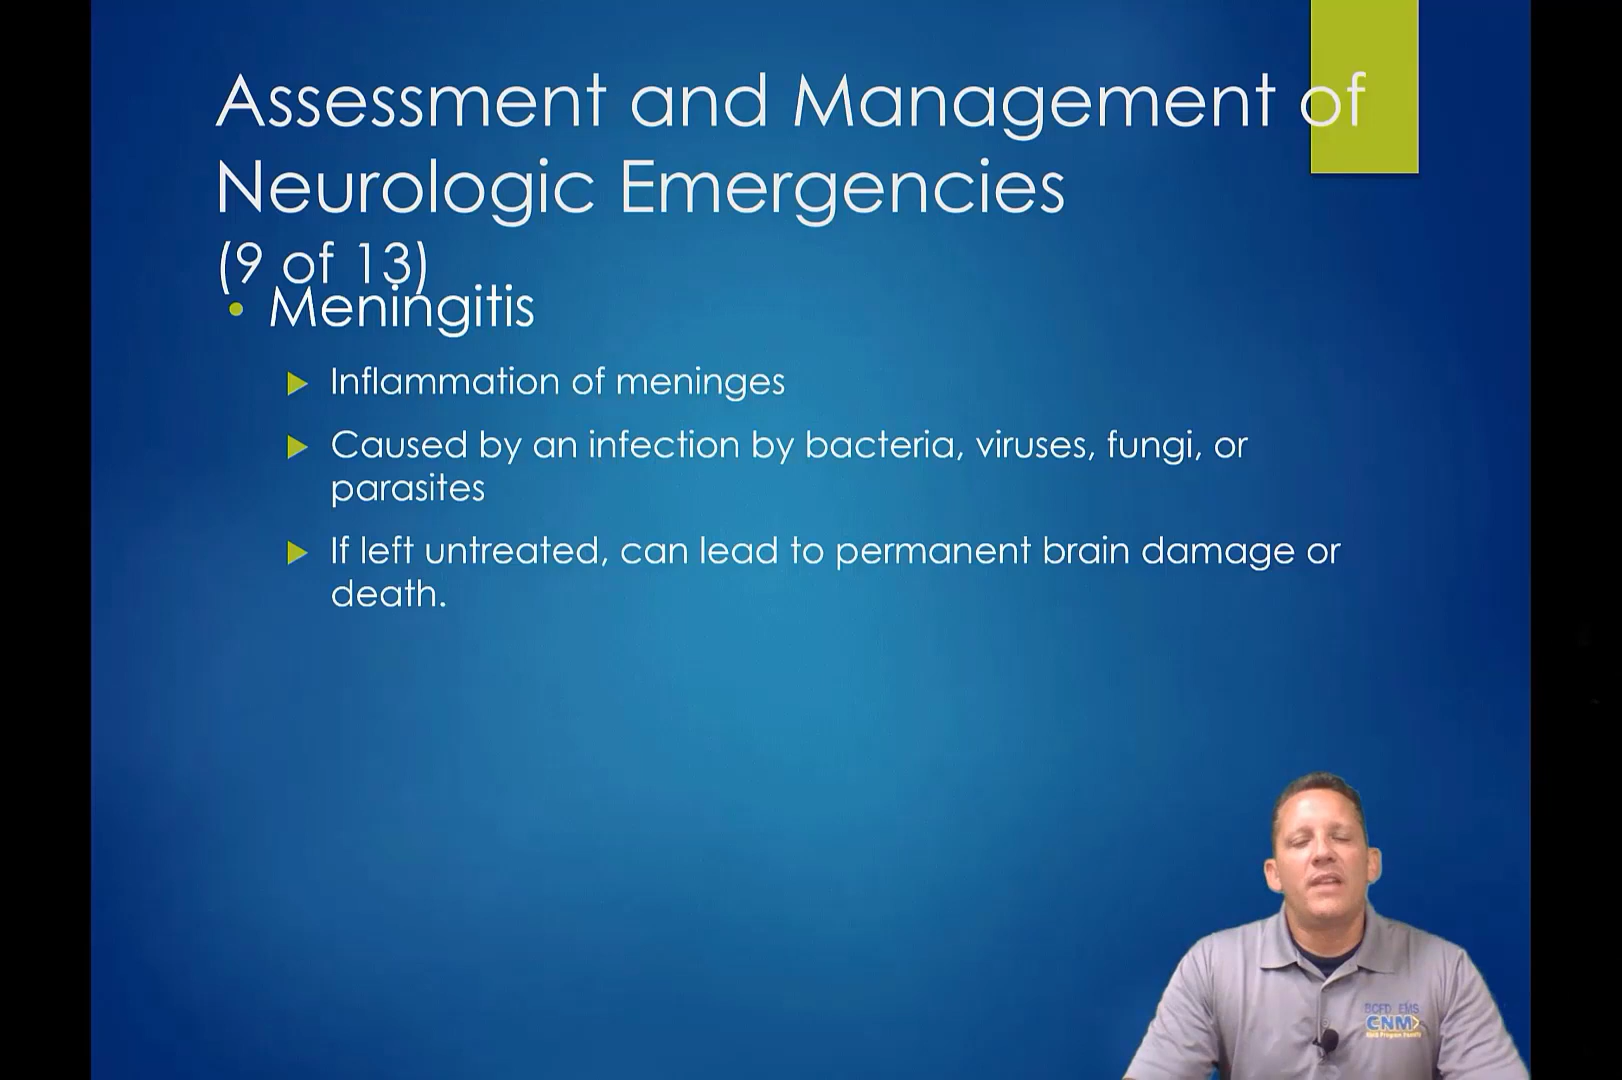 Assessment and Management of
Neurologic Emergencies
(9 of 13)
• Meningitis
Inflammation of meninges
Caused by an infection by bacteria, viruses, fungi, or
parasites
If left untreated, can lead to permanent brain damage or
death.
BCFD EMS
CNM